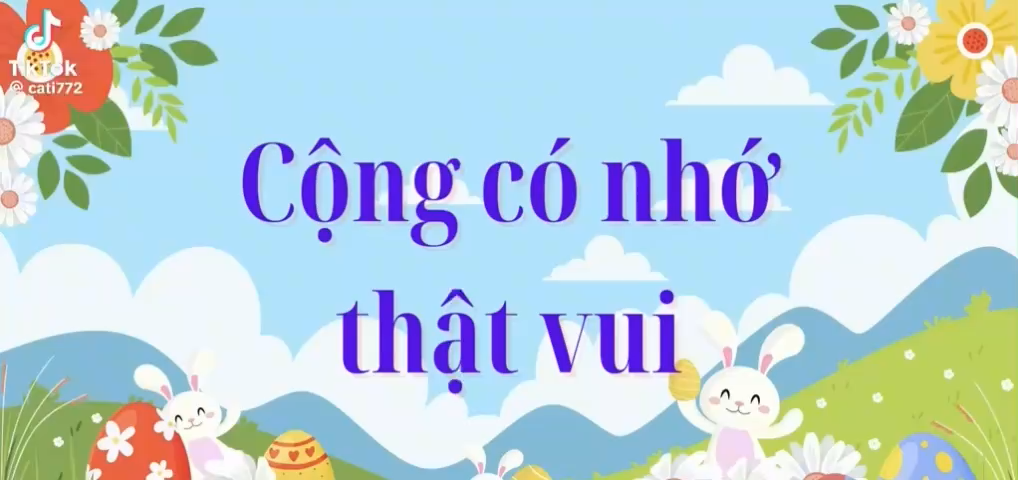 TikTok
@ cati772
Cộng có nhớ
thật vui